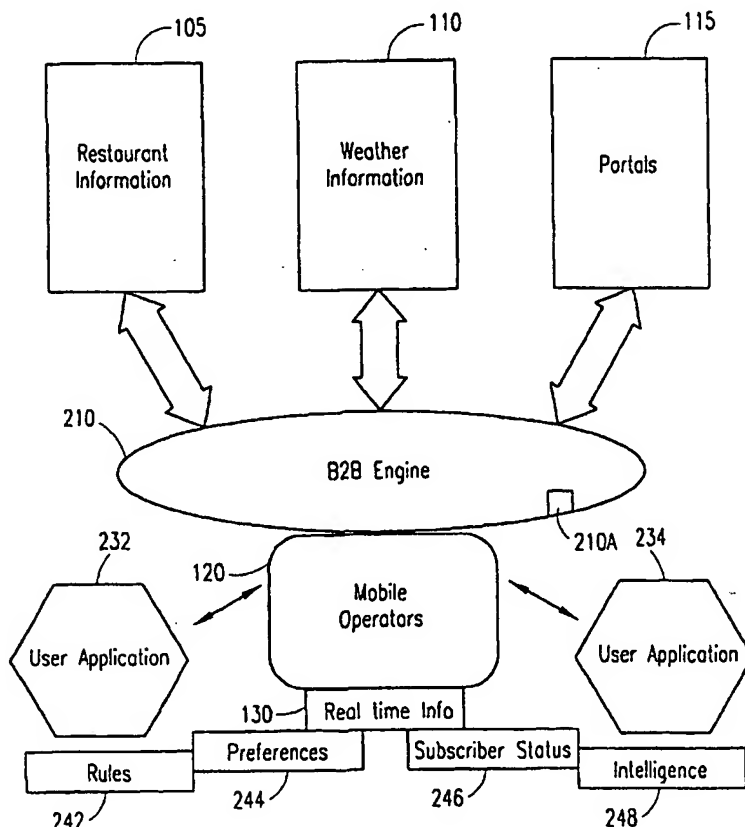 105
110
115
Restaurant
Information
Weather
Information
Portals
210
B2B Engine
210A
232
120
234
Mobile
Operators
User Application
User Application
130
Real time Info
Preferences
Subscriber Status
Rules
Intelligence
242
244
246
248